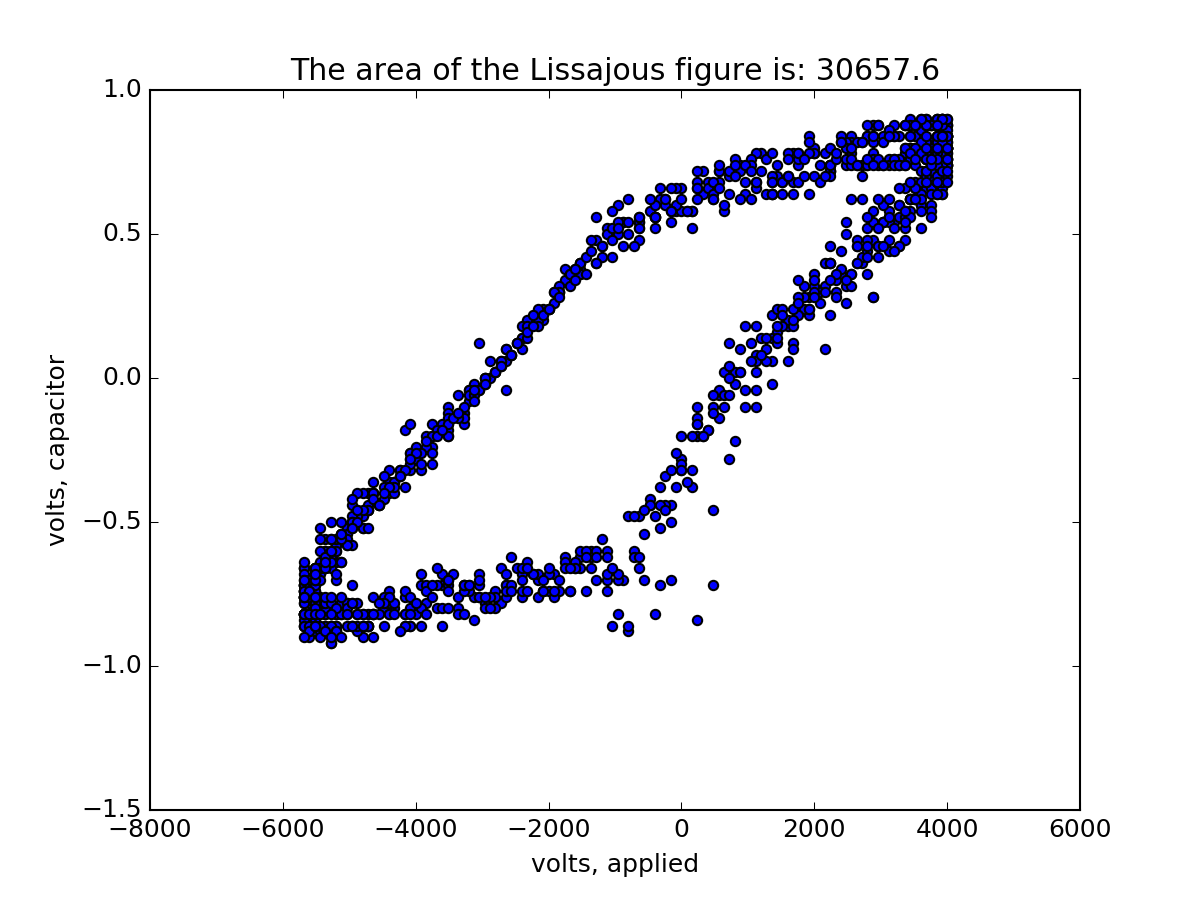 The area of the Lissajous figure is: 30657.6
1.0
0.5
0.0
−0.5
−1.0
−1.5
volts, capacitor
−8000 −6000 −4000 −2000 0 2000 4000 6000
volts, applied